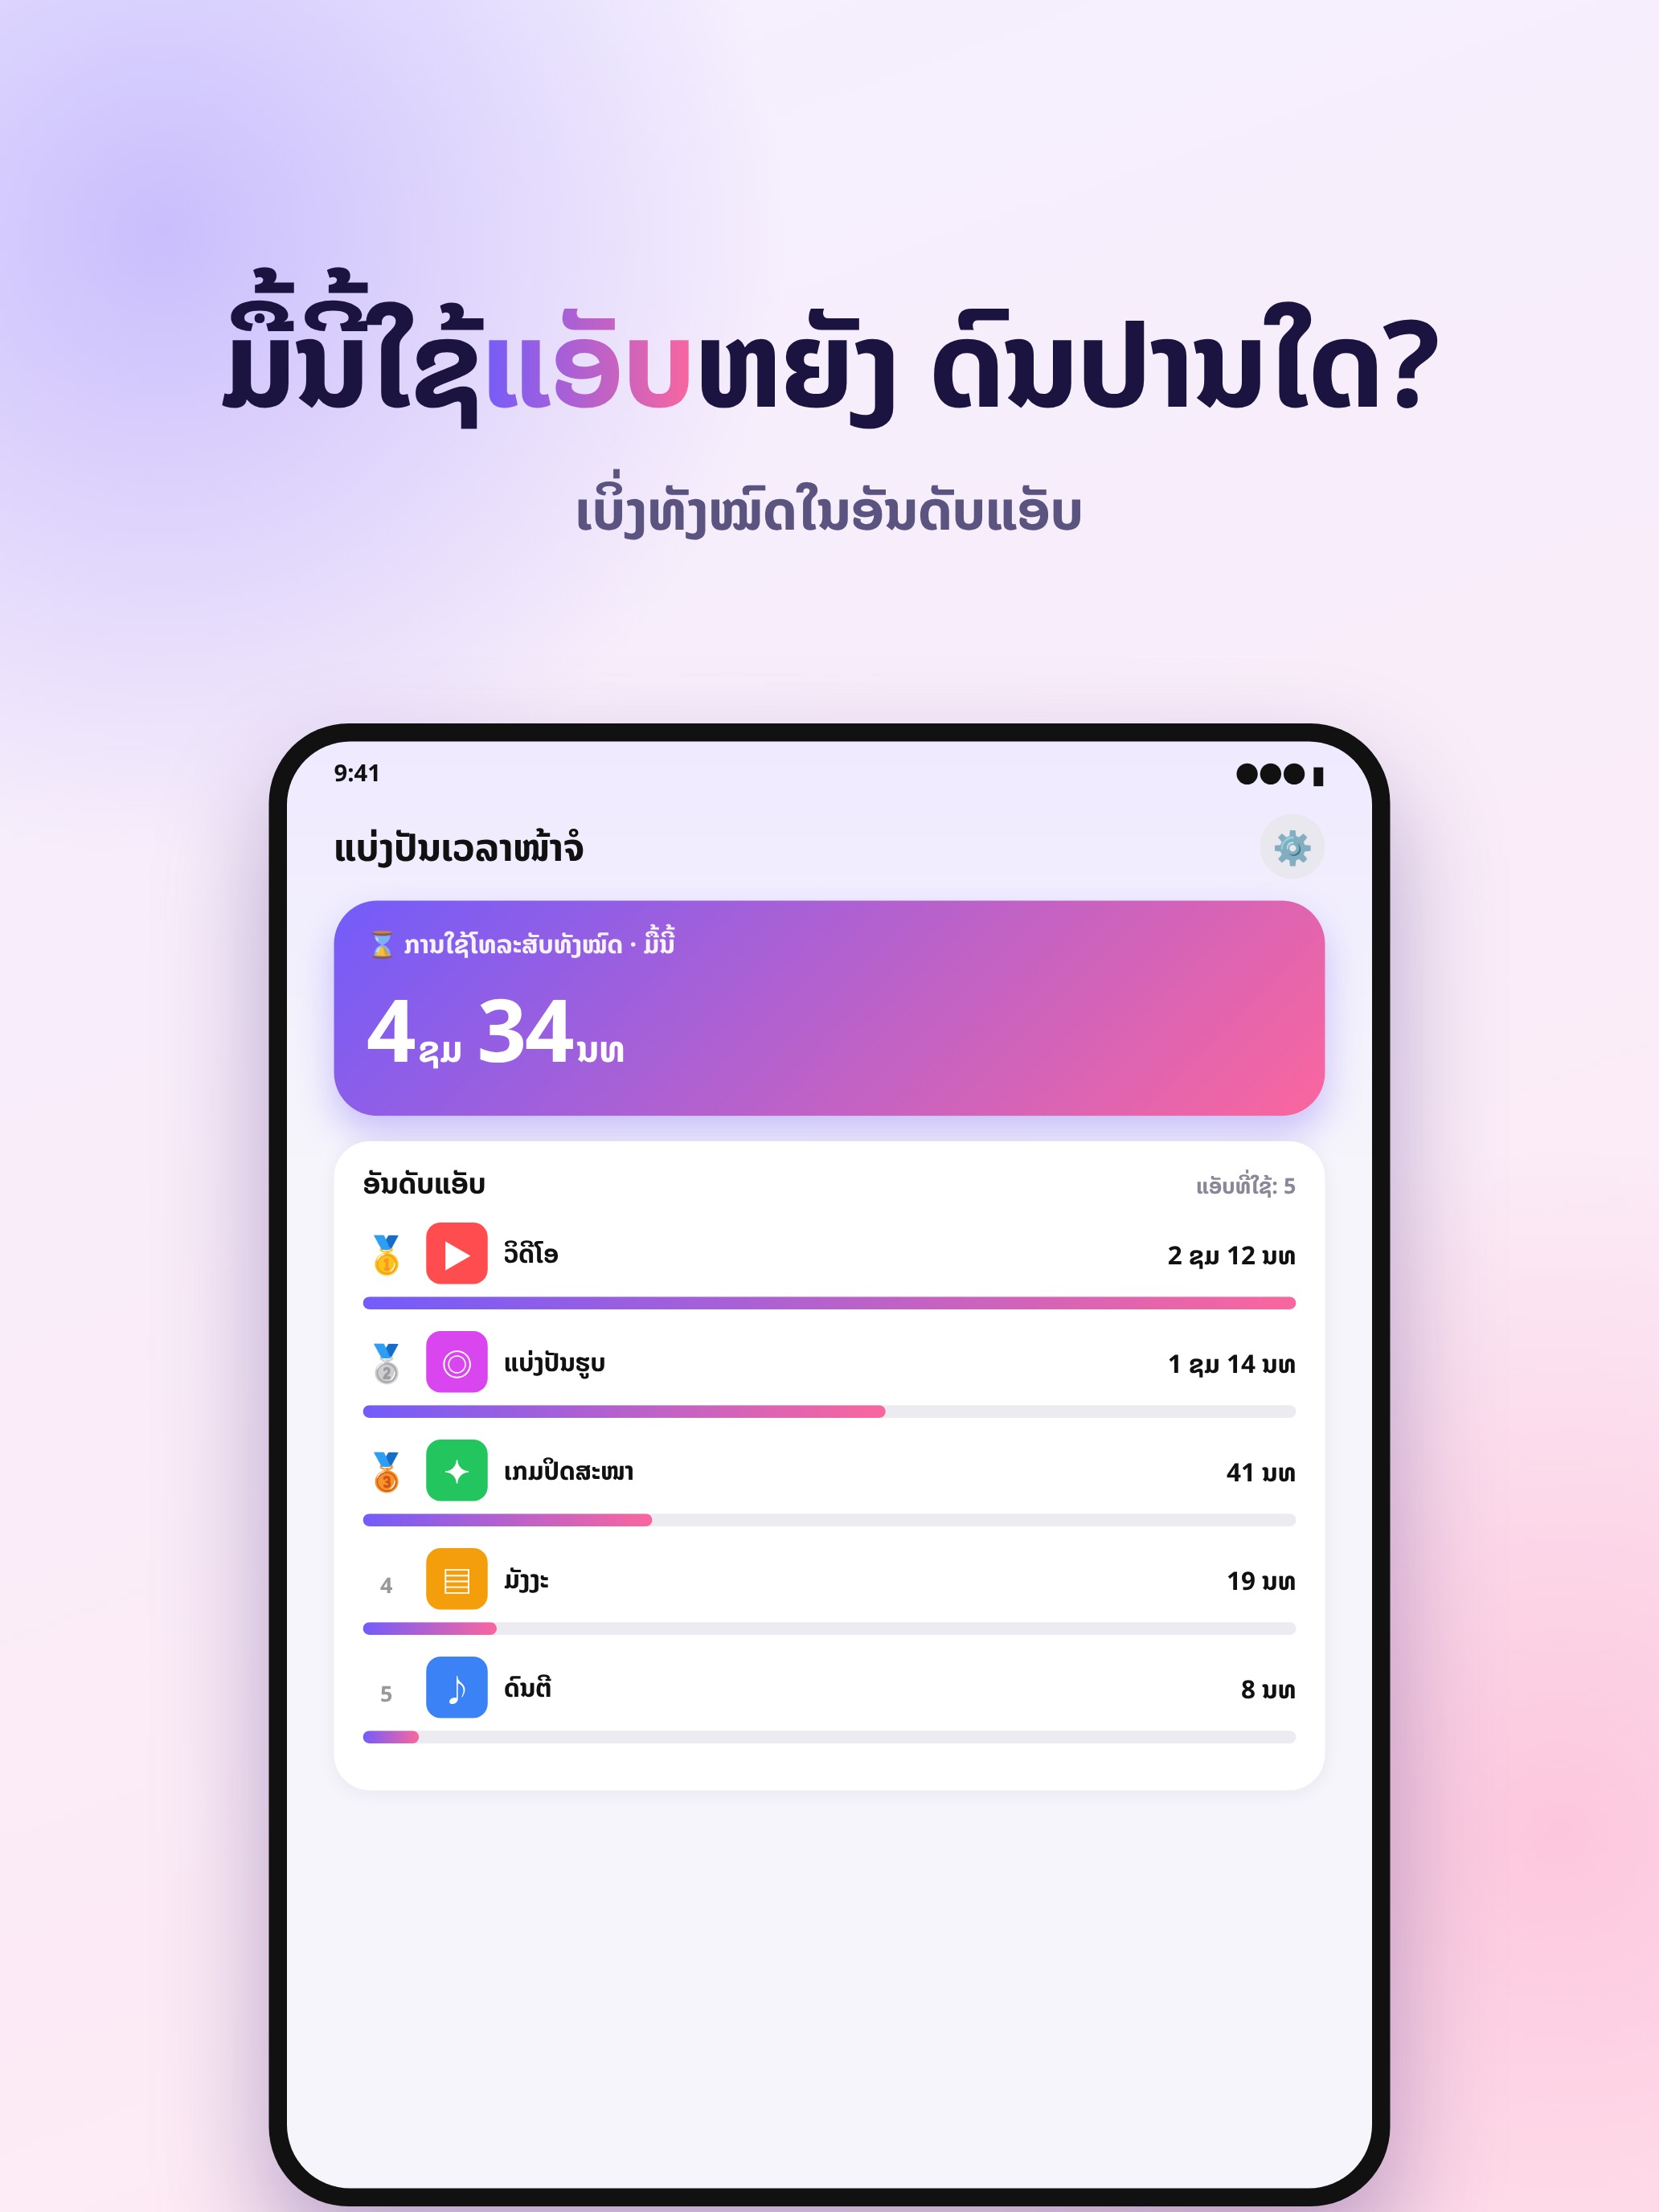 ມື້ນີ້ໃຊ້ແອັບຫຍັງ ດົນປານໃດ?
ເບິ່ງທັງໝົດໃນອັນດັບແອັບ
9:41
ແບ່ງປັນເວລາໜ້າຈໍ
ການໃຊ້ໂທລະສັບທັງໝົດ · ມື້ນີ້
4ຊມ 34ນທ
ອັນດັບແອັບ
ແອັບທີ່ໃຊ້: 5
ວິດີໂອ
2 ຊມ 12 ນທ
ແບ່ງປັນຮູບ
1 ຊມ 14 ນທ
ເກມປິດສະໜາ
41 ນທ
4
ມັງງະ
19 ນທ
5
ດົນຕີ
8 ນທ